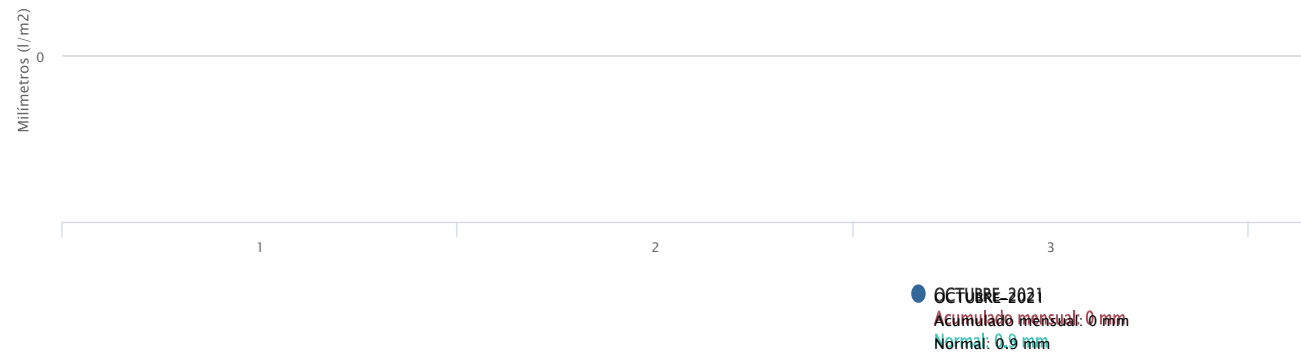 Milímetros (l/m2)
0
1 2 3
OCTUBRE-2021
Acumulado mensual: 0 mm
Normal: 0.9 mm